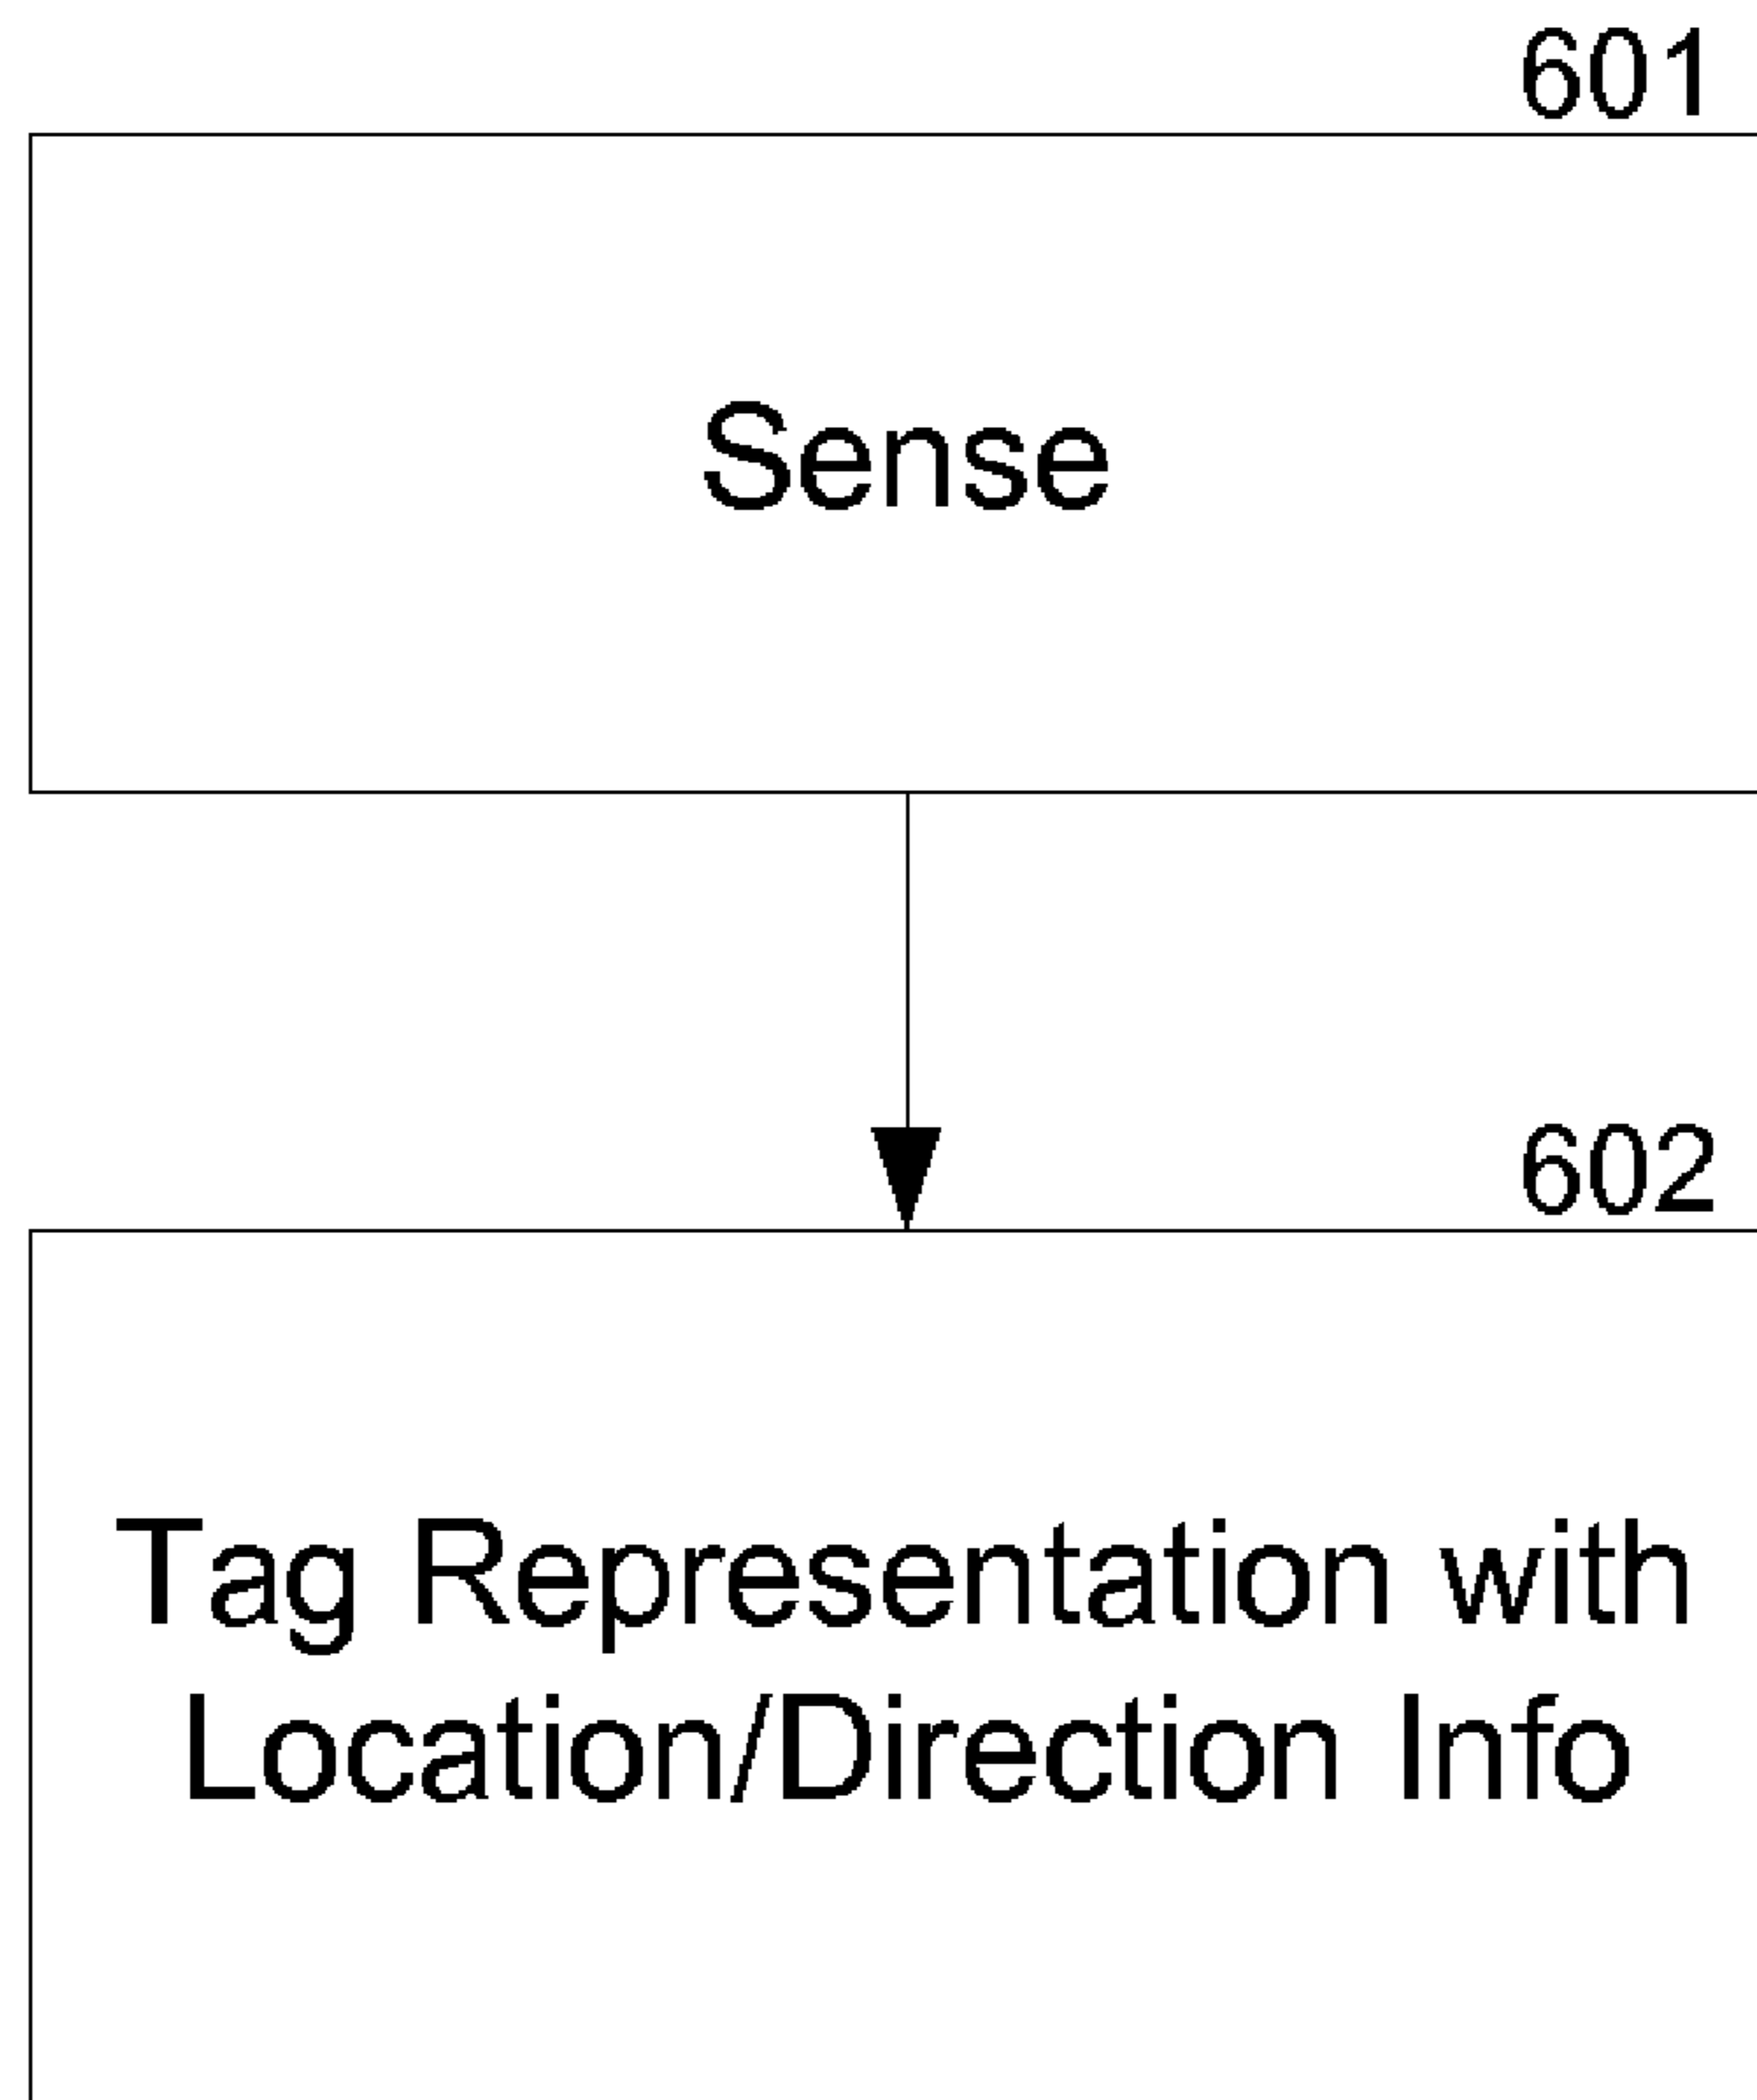 601
Sense
602
Tag Representation with
Location/Direction Info